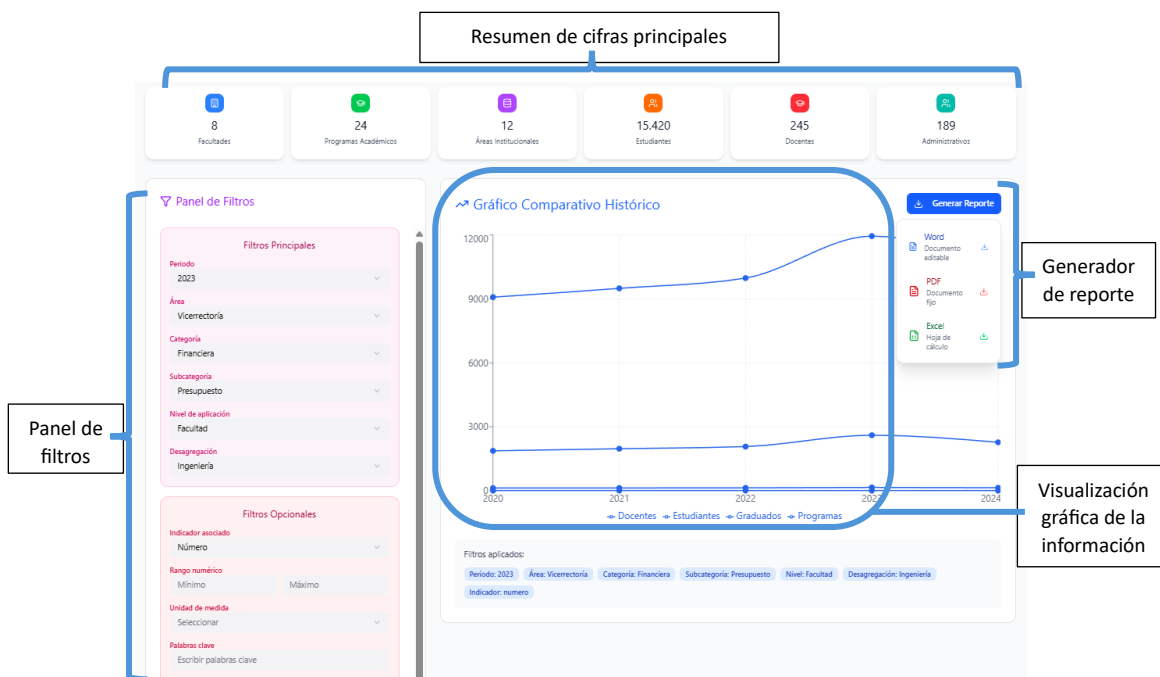 Resumen de cifras principales
8
Facultades
24
Programas Académicos
12
Áreas Institucionales
15.420
Estudiantes
245
Docentes
189
Administrativos
Panel de Filtros
Filtros Principales
Período
2023
Área
Vicerrectoría
Categoría
Financiera
Subcategoría
Presupuesto
Nivel de aplicación
Facultad
Desagregación
Ingeniería
Filtros Opcionales
Indicador asociado
Número
Rango numérico
Mínimo Máximo
Unidad de medida
Seleccionar
Palabras clave
Escribir palabras clave
Panel de
filtros
Gráfico Comparativo Histórico
12000
9000
6000
3000
0
2020 2021 2022 2023 2024
Docentes Estudiantes Graduados Programas
Generar Reporte
Word
Documento
editable
PDF
Documento
fijo
Excel
Hoja de
cálculo
Generador
de reporte
Visualización
gráfica de la
información
Filtros aplicados:
Período: 2023 Área: Vicerrectoría Categoría: Financiera Subcategoría: Presupuesto Nivel: Facultad Desagregación: Ingeniería
Indicador: numero